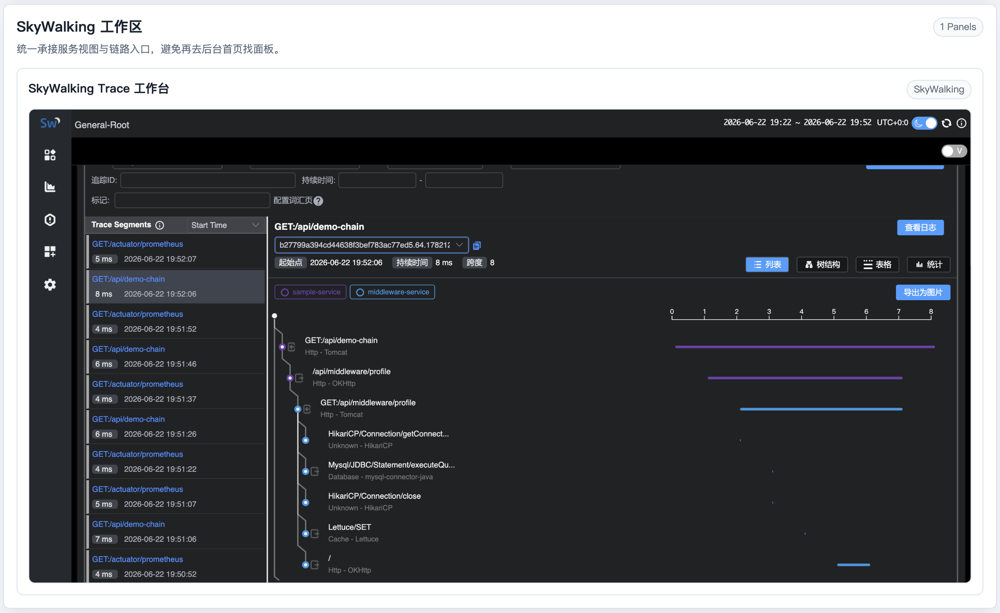 SkyWalking 工作区
1 Panels
统一承接服务视图与链路入口，避免再去后台首页找面板。
SkyWalking Trace 工作台
SkyWalking
Sw
General-Root
2026-06-22 19:22 ~ 2026-06-22 19:52 UTC+0:0
V
追踪ID:
持续时间:
-
标记:
配置词汇页
Trace Segments
Start Time
GET:/actuator/prometheus
5 ms 2026-06-22 19:52:07
GET:/api/demo-chain
8 ms 2026-06-22 19:52:06
GET:/actuator/prometheus
4 ms 2026-06-22 19:51:52
GET:/api/demo-chain
6 ms 2026-06-22 19:51:46
GET:/actuator/prometheus
4 ms 2026-06-22 19:51:37
GET:/api/demo-chain
6 ms 2026-06-22 19:51:26
GET:/actuator/prometheus
4 ms 2026-06-22 19:51:22
GET:/actuator/prometheus
5 ms 2026-06-22 19:51:07
GET:/api/demo-chain
7 ms 2026-06-22 19:51:06
GET:/actuator/prometheus
4 ms 2026-06-22 19:50:52
GET:/api/demo-chain
查看日志
b27799a394cd44638f3bef783ac77ed5.64.178212
起始点 2026-06-22 19:52:06 持续时间 8 ms 跨度 8
列表 树结构 表格 统计
sample-service middleware-service
导出为图片
0 1 2 3 4 5 6 7 8
GET:/api/demo-chain
Http - Tomcat
/api/middleware/profile
Http - OKHttp
GET:/api/middleware/profile
Http - Tomcat
HikariCP/Connection/getConnect...
Unknown - HikariCP
Mysql/JDBC/Statement/executeQu...
Database - mysql-connector-java
HikariCP/Connection/close
Unknown - HikariCP
Lettuce/SET
Cache - Lettuce
/
Http - OKHttp